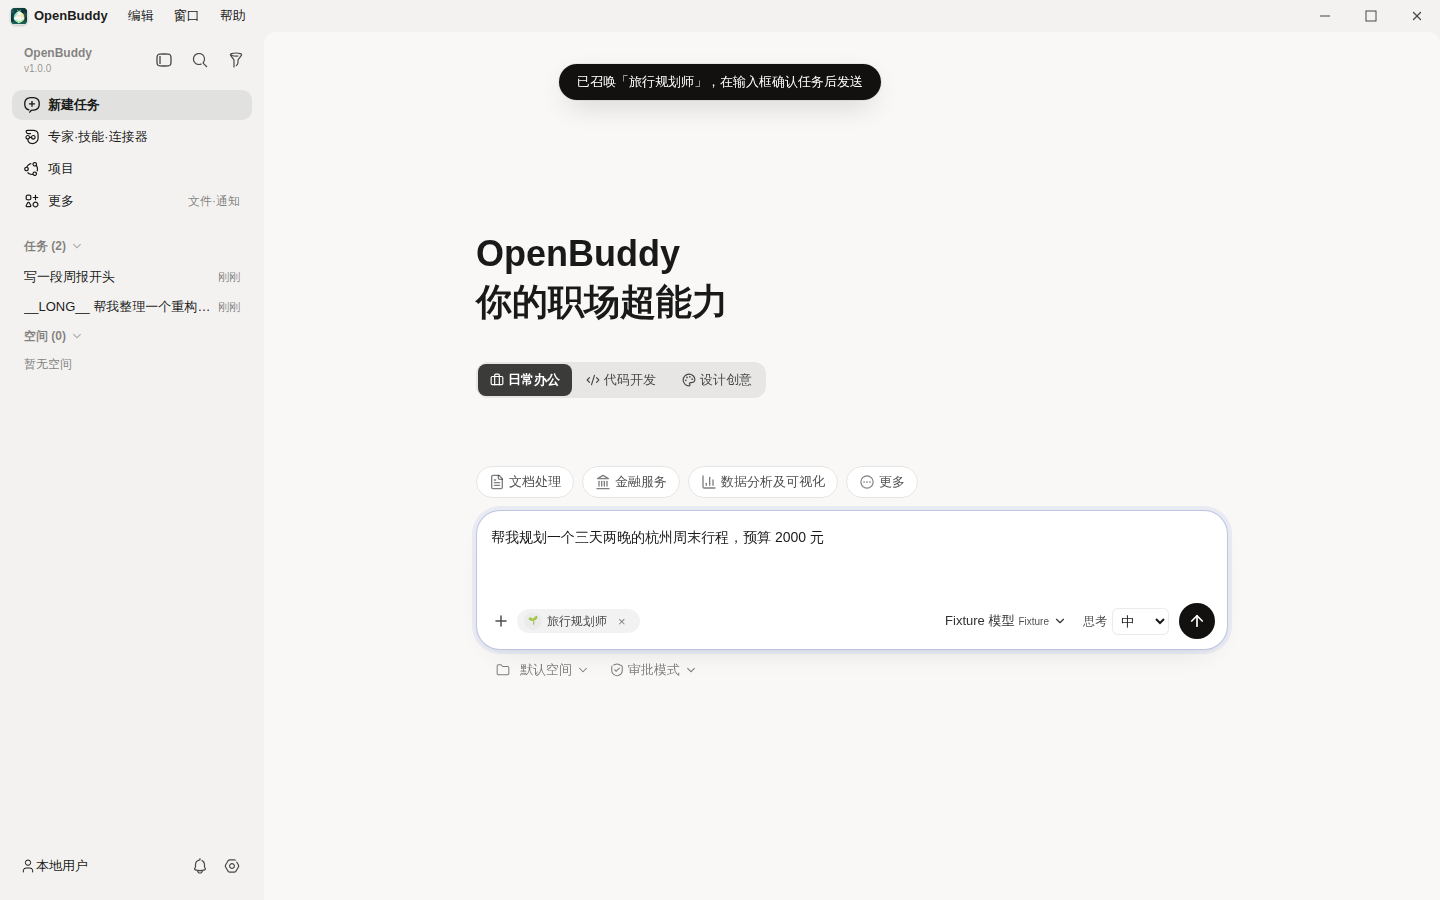 OpenBuddy 编辑 窗口 帮助
OpenBuddy
v1.0.0
新建任务
专家·技能·连接器
项目
更多 文件·通知
任务 (2)
写一段周报开头 刚刚
__LONG__ 帮我整理一个重构… 刚刚
空间 (0)
暂无空间
本地用户
已召唤「旅行规划师」，在输入框确认任务后发送
OpenBuddy
你的职场超能力
日常办公 代码开发 设计创意
文档处理 金融服务 数据分析及可视化 更多
帮我规划一个三天两晚的杭州周末行程，预算 2000 元
旅行规划师 × Fixture 模型 Fixture 思考 中
默认空间 审批模式